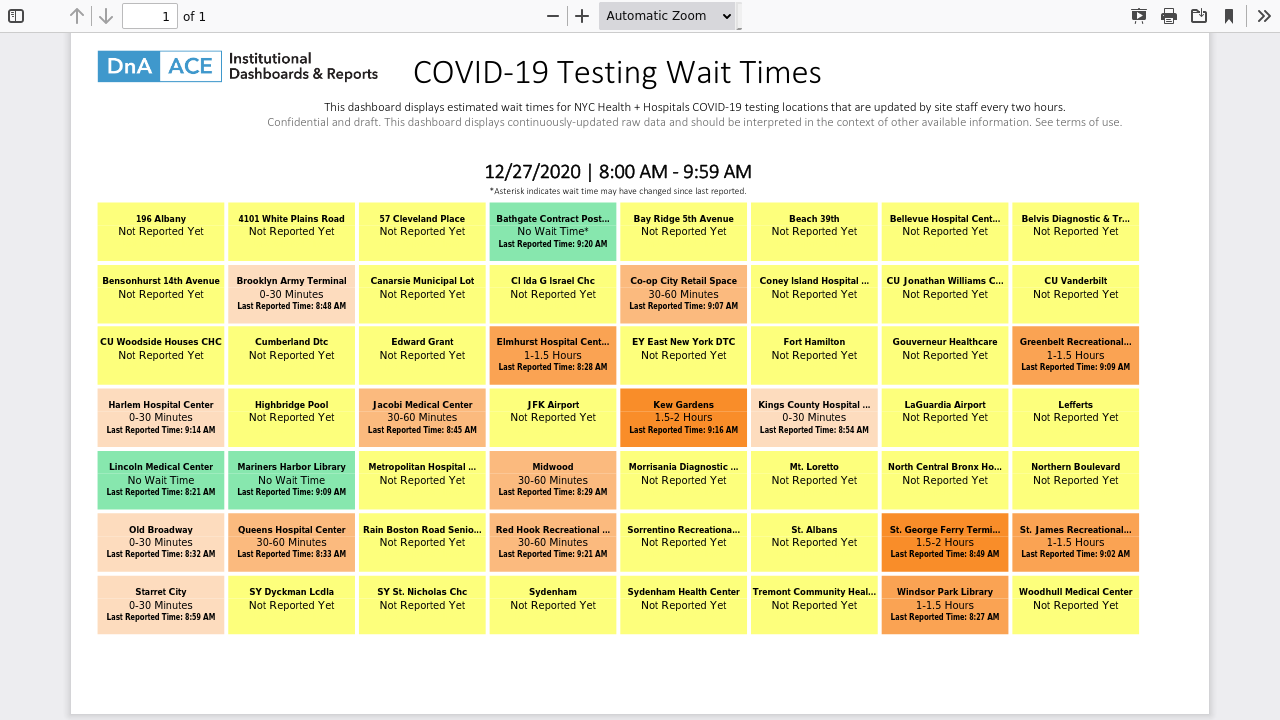 1 of 1 Automatic Zoom
DnA ACE Institutional
Dashboards & Reports
COVID-19 Testing Wait Times
This dashboard displays estimated wait times for NYC Health + Hospitals COVID-19 testing locations that are updated by site staff every two hours.
Confidential and draft. This dashboard displays continuously-updated raw data and should be interpreted in the context of other available information. See terms of use.
12/27/2020 | 8:00 AM - 9:59 AM
*Asterisk indicates wait time may have changed since last reported.
196 Albany 4101 White Plains Road 57 Cleveland Place Bathgate Contract Post... Bay Ridge 5th Avenue Beach 39th Bellevue Hospital Cent... Belvis Diagnostic & Tr...
Not Reported Yet Not Reported Yet Not Reported Yet No Wait Time* Not Reported Yet Not Reported Yet Not Reported Yet Not Reported Yet
Last Reported Time: 9:20 AM
Bensonhurst 14th Avenue Brooklyn Army Terminal Canarsie Municipal Lot CI Ida G Israel Chc Co-op City Retail Space Coney Island Hospital ... CU Jonathan Williams C... CU Vanderbilt
Not Reported Yet 0-30 Minutes Not Reported Yet Not Reported Yet 30-60 Minutes Not Reported Yet Not Reported Yet Not Reported Yet
Last Reported Time: 8:48 AM Last Reported Time: 9:07 AM
CU Woodside Houses CHC Cumberland Dtc Edward Grant Elmhurst Hospital Cent... EY East New York DTC Fort Hamilton Gouverneur Healthcare Greenbelt Recreational...
Not Reported Yet Not Reported Yet Not Reported Yet 1-1.5 Hours Not Reported Yet Not Reported Yet Not Reported Yet 1-1.5 Hours
Last Reported Time: 8:28 AM Last Reported Time: 9:09 AM
Harlem Hospital Center Highbridge Pool Jacobi Medical Center JFK Airport Kew Gardens Kings County Hospital ... LaGuardia Airport Lefferts
0-30 Minutes Not Reported Yet 30-60 Minutes Not Reported Yet 1.5-2 Hours 0-30 Minutes Not Reported Yet Not Reported Yet
Last Reported Time: 9:14 AM Last Reported Time: 8:45 AM Last Reported Time: 9:16 AM Last Reported Time: 8:54 AM
Lincoln Medical Center Mariners Harbor Library Metropolitan Hospital ... Midwood Morrisania Diagnostic ... Mt. Loretto North Central Bronx Ho... Northern Boulevard
No Wait Time No Wait Time Not Reported Yet 30-60 Minutes Not Reported Yet Not Reported Yet Not Reported Yet Not Reported Yet
Last Reported Time: 8:21 AM Last Reported Time: 9:09 AM Last Reported Time: 8:29 AM
Old Broadway Queens Hospital Center Rain Boston Road Senio... Red Hook Recreational ... Sorrentino Recreationa... St. Albans St. George Ferry Termi... St. James Recreational...
0-30 Minutes 30-60 Minutes Not Reported Yet 30-60 Minutes Not Reported Yet Not Reported Yet 1.5-2 Hours 1-1.5 Hours
Last Reported Time: 8:32 AM Last Reported Time: 8:33 AM Last Reported Time: 9:21 AM Last Reported Time: 8:49 AM Last Reported Time: 9:02 AM
Starret City SY Dyckman Lcdla SY St. Nicholas Chc Sydenham Sydenham Health Center Tremont Community Heal... Windsor Park Library Woodhull Medical Center
0-30 Minutes Not Reported Yet Not Reported Yet Not Reported Yet Not Reported Yet Not Reported Yet 1-1.5 Hours Not Reported Yet
Last Reported Time: 8:59 AM Last Reported Time: 8:27 AM